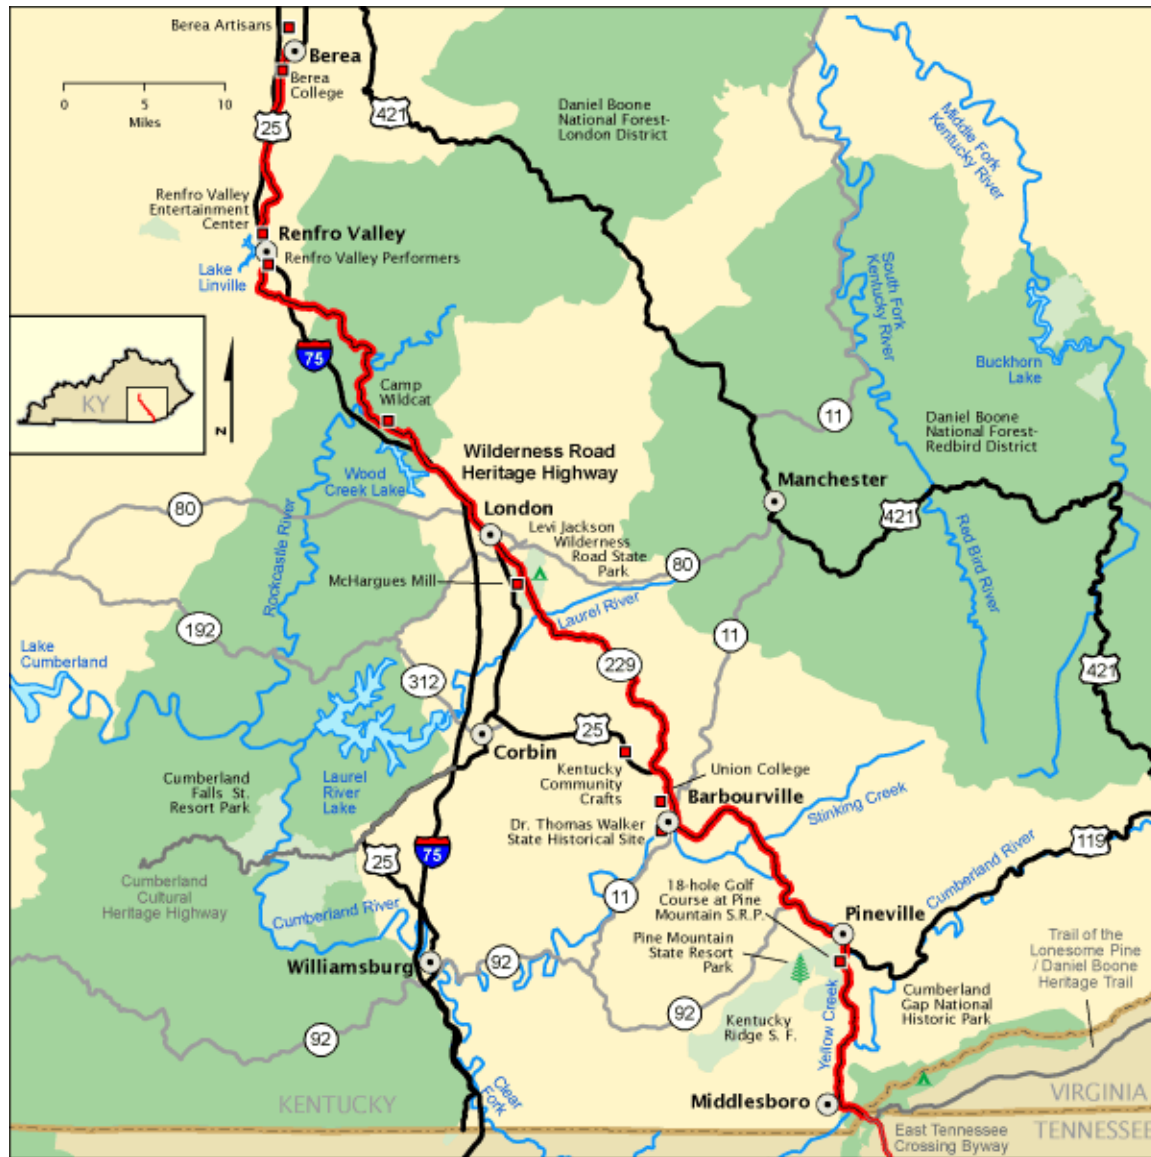 Berea Artisans
Berea
Berea
College
0
5
10
Miles
25
421
Daniel Boone
National Forest-
London District
Middle Fork
Kentucky River
Renfro Valley
Entertainment
Center
Renfro Valley
Renfro Valley Performers
Lake
Linville
South Fork
Kentucky River
75
KY
N
Camp
Wildcat
Buckhorn
Lake
11
Daniel Boone
National Forest-
Redbird District
Wilderness Road
Heritage Highway
Wood
Creek Lake
Manchester
80
London
421
Levi Jackson
Wilderness
Road State
Park
Rockcastle River
Red Bird River
McHargues Mill
80
Laurel River
192
11
Lake
Cumberland
229
312
421
25
Corbin
Kentucky
Community
Crafts
Union College
Cumberland
Falls St.
Resort Park
Laurel
River
Lake
Barbourville
Stinking Creek
Dr. Thomas Walker
State Historical Site
119
25
75
Cumberland
Cultural
Heritage Highway
Cumberland River
11
18-hole Golf
Course at Pine
Mountain S.R.P.
Cumberland River
Pineville
Pine Mountain
State Resort
Park
Trail of the
Lonesome Pine
/ Daniel Boone
Heritage Trail
Williamsburg
92
Cumberland
Gap National
Historic Park
92
92
Kentucky
Ridge S. F.
Yellow Creek
Clear
Fork
Middlesboro
KENTUCKY
VIRGINIA
TENNESSEE
East Tennessee
Crossing Byway